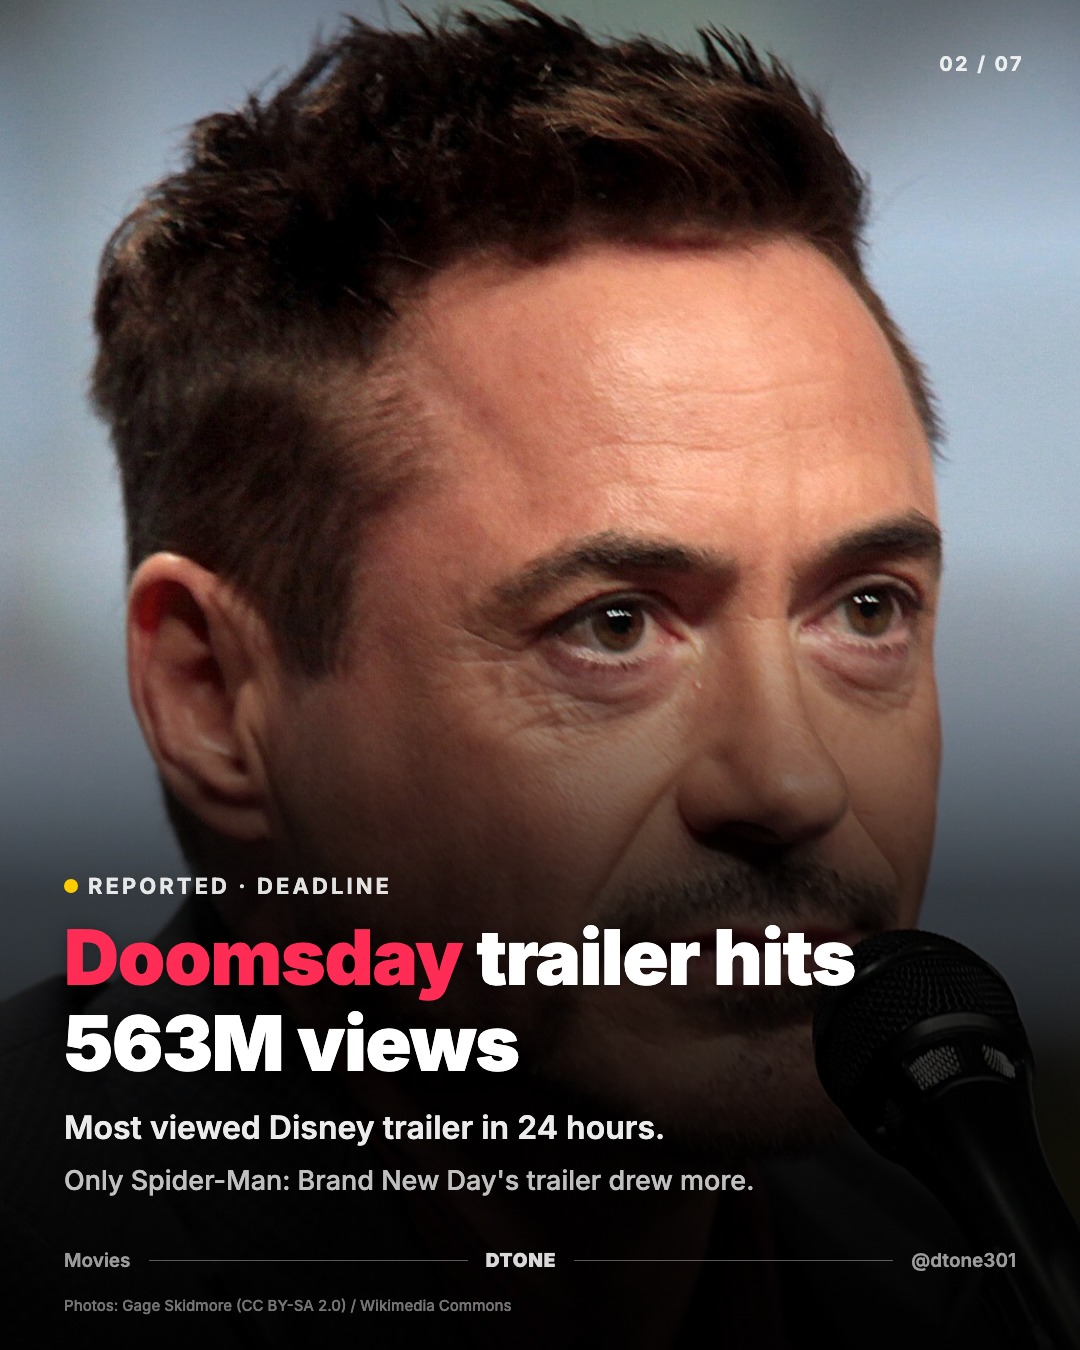 02 / 07
REPORTED · DEADLINE
Doomsday trailer hits
563M views
Most viewed Disney trailer in 24 hours.
Only Spider-Man: Brand New Day's trailer drew more.
Movies DTONE @dtone301
Photos: Gage Skidmore (CC BY-SA 2.0) / Wikimedia Commons